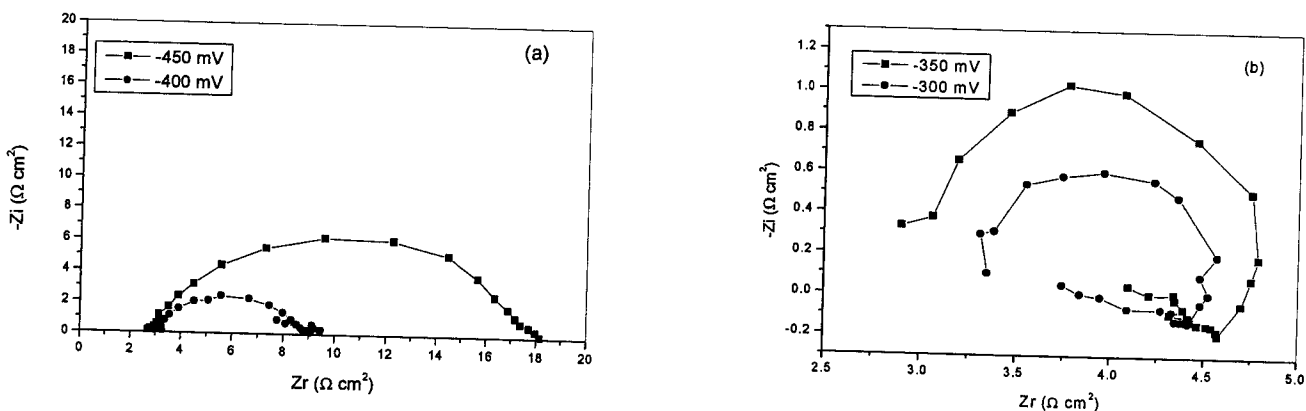 20
18
16
14
12
10
8
6
4
2
0
-Zi (Ω cm²)
-450 mV
-400 mV
(a)
0 2 4 6 8 10 12 14 16 18 20
Zr (Ω cm²)
1.2
1.0
0.8
0.6
0.4
0.2
0.0
-0.2
-Zi (Ω cm²)
-350 mV
-300 mV
(b)
2.5 3.0 3.5 4.0 4.5 5.0
Zr (Ω cm²)